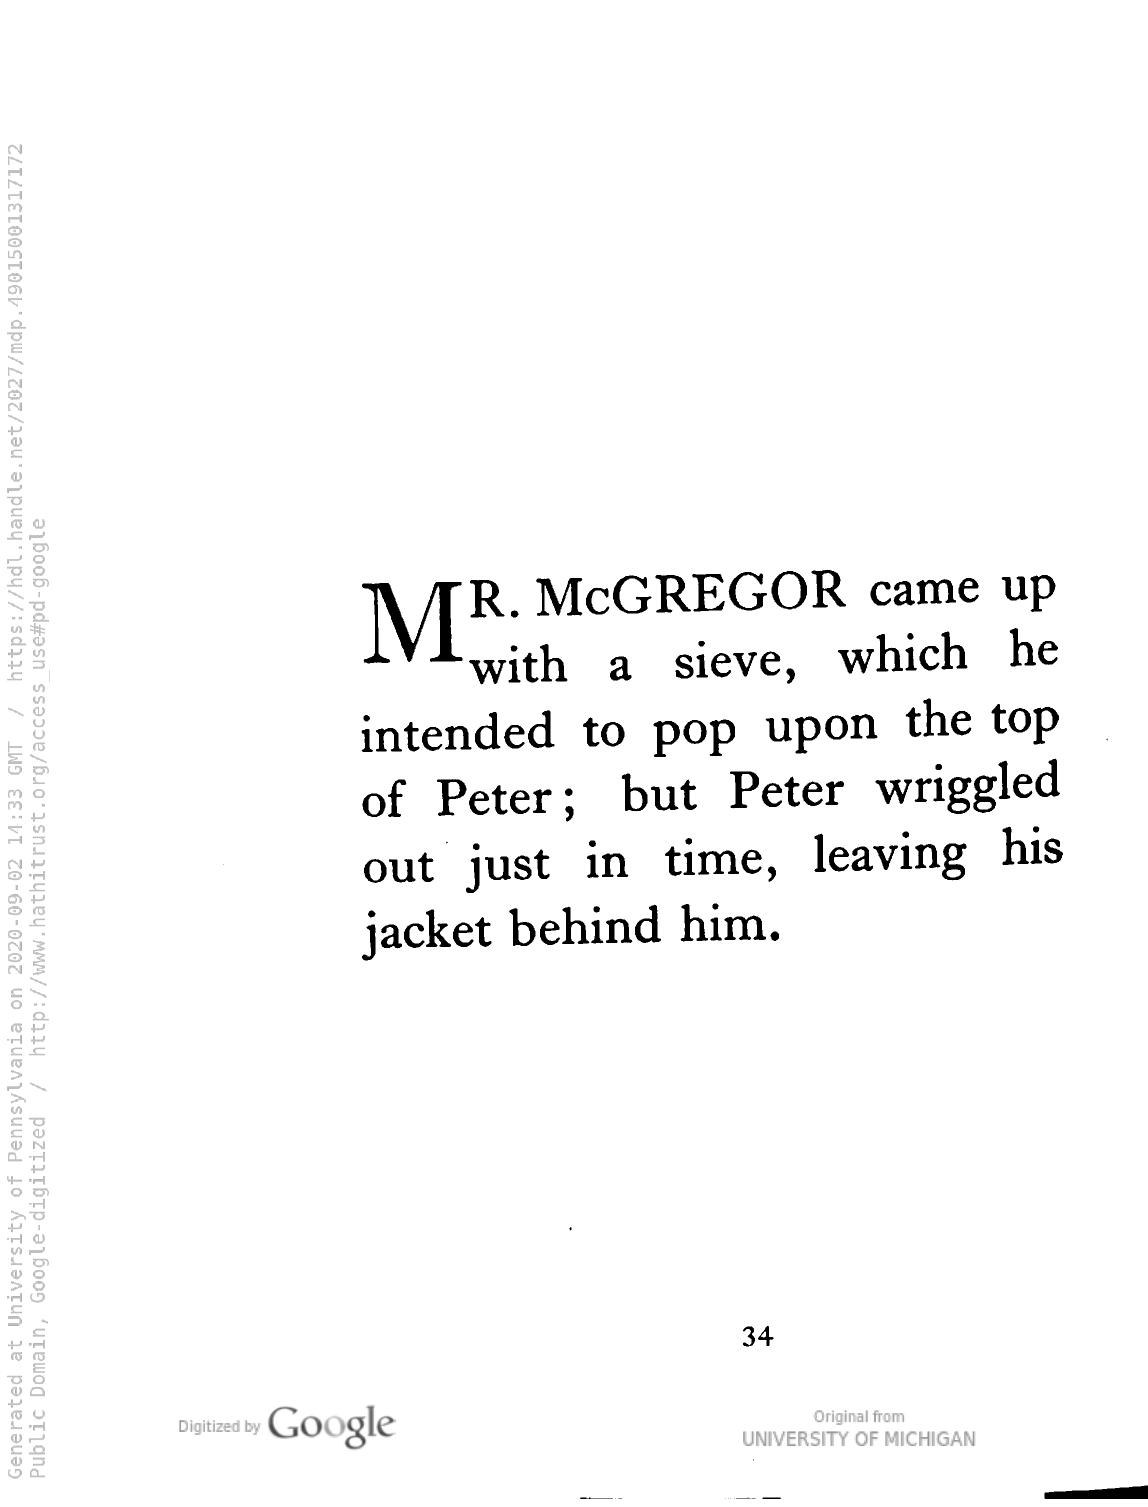 MR. McGREGOR came up
with a sieve, which he
intended to pop upon the top
of Peter; but Peter wriggled
out just in time, leaving his
jacket behind him.
34
Digitized by Google
Original from
UNIVERSITY OF MICHIGAN
Generated at University of Pennsylvania on 2020-09-02 14:33 GMT / https://hdl.handle.net/2027/mdp.49015001317172
Public Domain, Google-digitized / http://www.hathitrust.org/access_use#pd-google